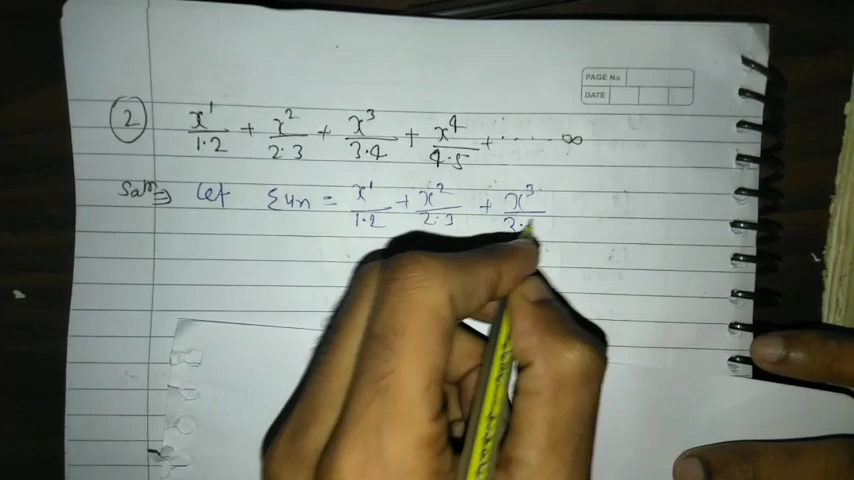 PAGE No
DATE
2 x¹/1·2 + x²/2·3 + x³/3·4 + x⁴/4·5 + ..... ∞
Soln ⇒ Let Σun = x¹/1·2 + x²/2·3 + x³/3·